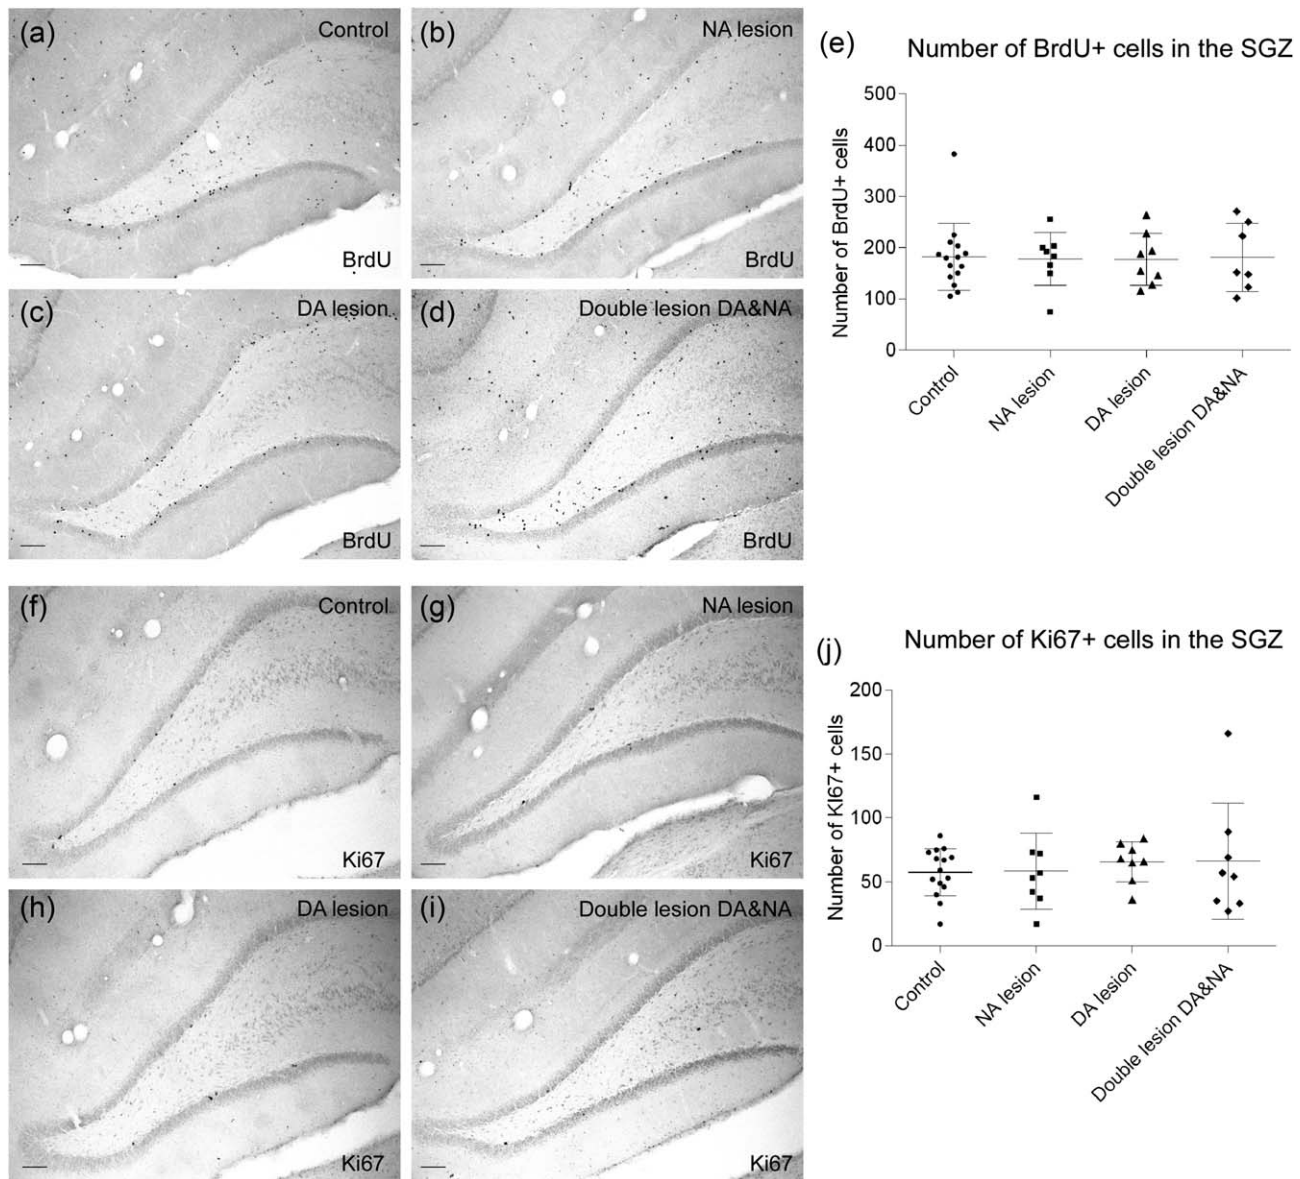 (a) Control
BrdU
(b) NA lesion
BrdU
(c) DA lesion
BrdU
(d) Double lesion DA&NA
BrdU
(e) Number of BrdU+ cells in the SGZ
Number of BrdU+ cells
500
400
300
200
100
0
Control
NA lesion
DA lesion
Double lesion DA&NA
(f) Control
Ki67
(g) NA lesion
Ki67
(h) DA lesion
Ki67
(i) Double lesion DA&NA
Ki67
(j) Number of Ki67+ cells in the SGZ
Number of KI67+ cells
200
150
100
50
0
Control
NA lesion
DA lesion
Double lesion DA&NA